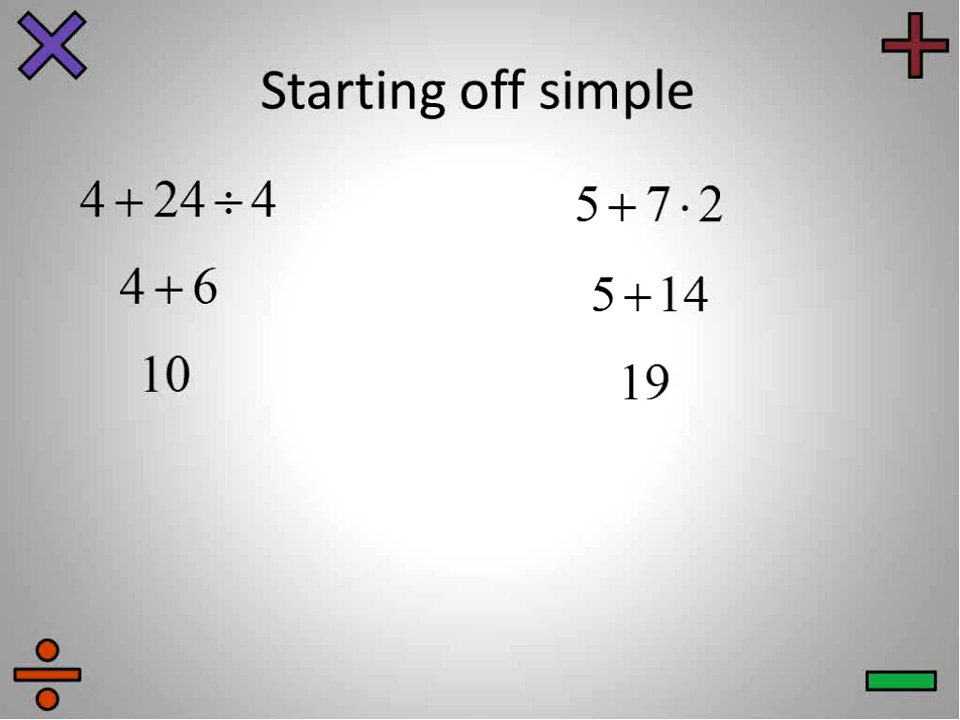 Starting off simple
4 + 24 ÷ 4
4 + 6
10
5 + 7 · 2
5 + 14
19